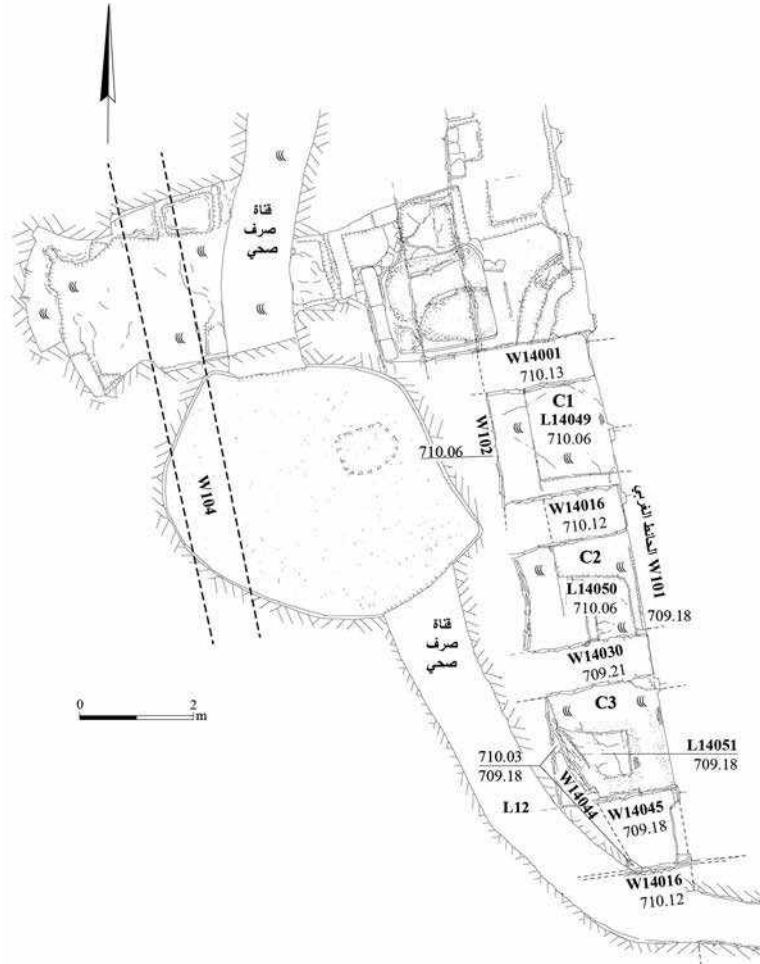 قناة
صرف
صحي
W14001
710.13
C1
L14049
710.06
W102
710.06
W104
W14016
710.12
الحائط الغربي W101
C2
L14050
710.06
709.18
قناة
صرف
صحي
W14030
709.21
0 2
m
C3
710.03
709.18
L14051
709.18
W14044
L12
W14045
709.18
W14016
710.12